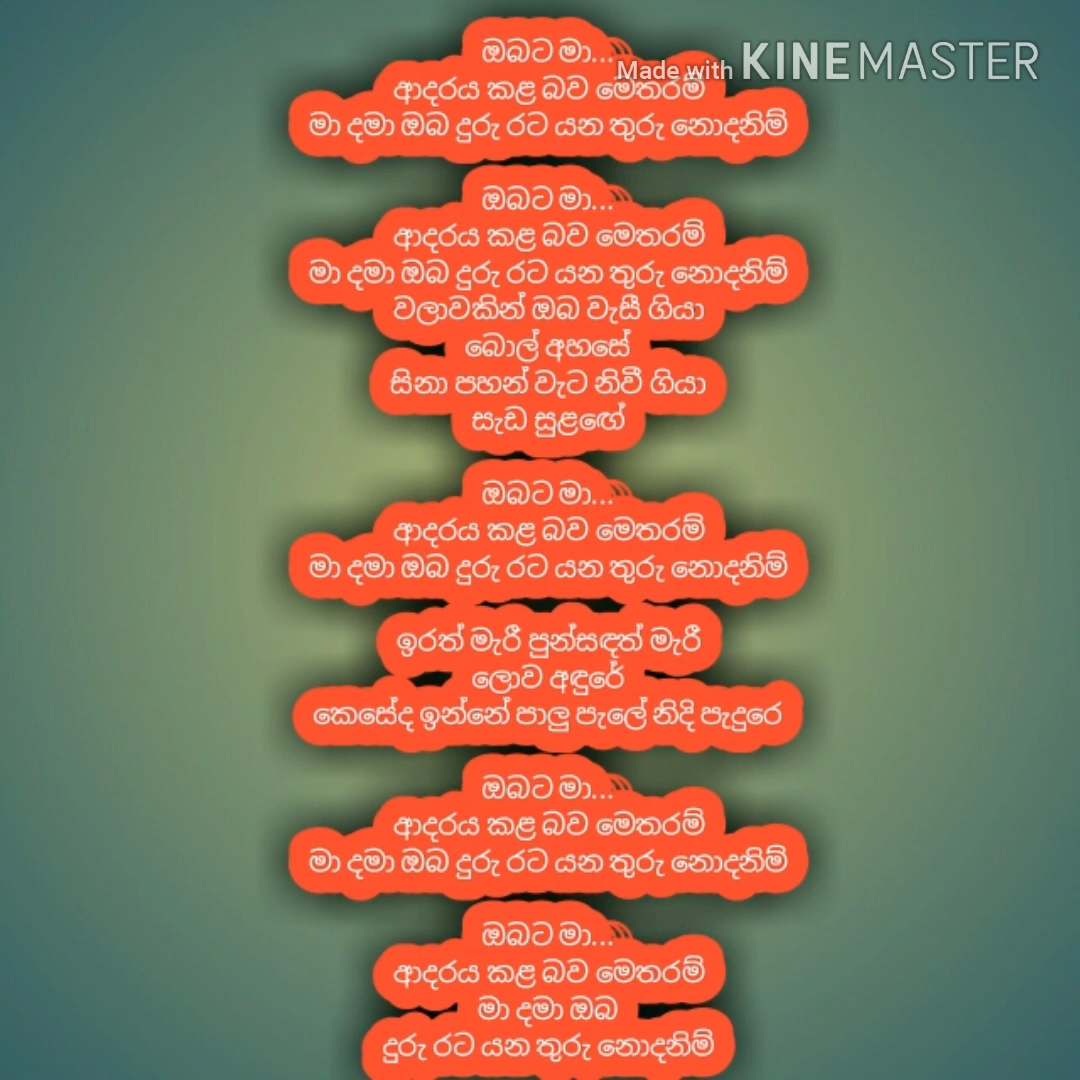 ඔබට මා...
Made with KINEMASTER
ආදරය කළ බව මෙතරම්
මා දමා ඔබ දුරු රට යන තුරු නොදනිම්
ඔබට මා...
ආදරය කළ බව මෙතරම්
මා දමා ඔබ දුරු රට යන තුරු නොදනිම්
වලාවකින් ඔබ වැසී ගියා
බොල් අහසේ
සිනා පහන් වැට නිවී ගියා
සැඩ සුළඟේ
ඔබට මා...
ආදරය කළ බව මෙතරම්
මා දමා ඔබ දුරු රට යන තුරු නොදනිම්
ඉරත් මැරී පුන්සඳත් මැරී
ලොව අඳුරේ
කෙසේද ඉන්නේ පාලු පැලේ නිදි පැදුරෙ
ඔබට මා...
ආදරය කළ බව මෙතරම්
මා දමා ඔබ දුරු රට යන තුරු නොදනිම්
ඔබට මා...
ආදරය කළ බව මෙතරම්
මා දමා ඔබ
දුරු රට යන තුරු නොදනිම්